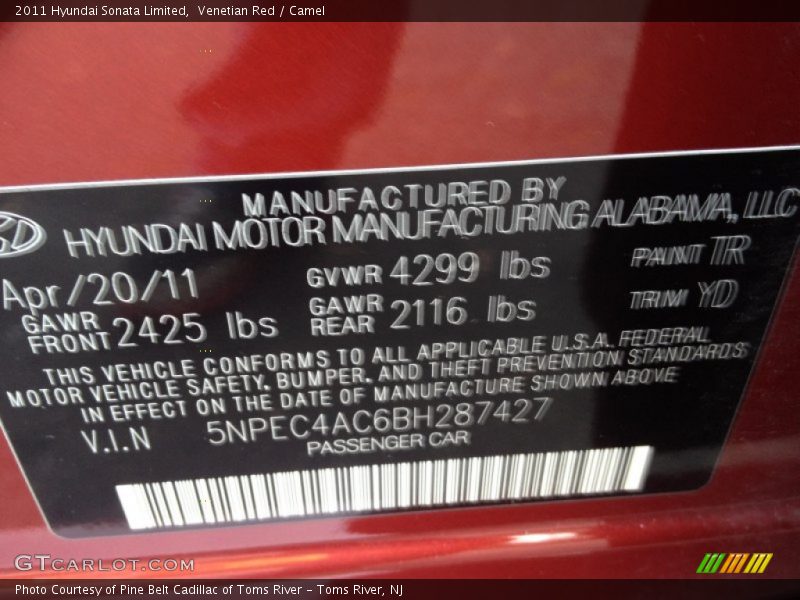 2011 Hyundai Sonata Limited, Venetian Red / Camel
MANUFACTURED BY
HYUNDAI MOTOR MANUFACTURING ALABAMA, LLC
Apr/20/11 GVWR 4299 lbs PAINT TR
GAWR FRONT 2425 lbs GAWR REAR 2116 lbs TRIM YD
THIS VEHICLE CONFORMS TO ALL APPLICABLE U.S.A. FEDERAL
MOTOR VEHICLE SAFETY, BUMPER, AND THEFT PREVENTION STANDARDS
IN EFFECT ON THE DATE OF MANUFACTURE SHOWN ABOVE
V.I.N 5NPEC4AC6BH287427
PASSENGER CAR
GTCARLOT.COM
Photo Courtesy of Pine Belt Cadillac of Toms River – Toms River, NJ